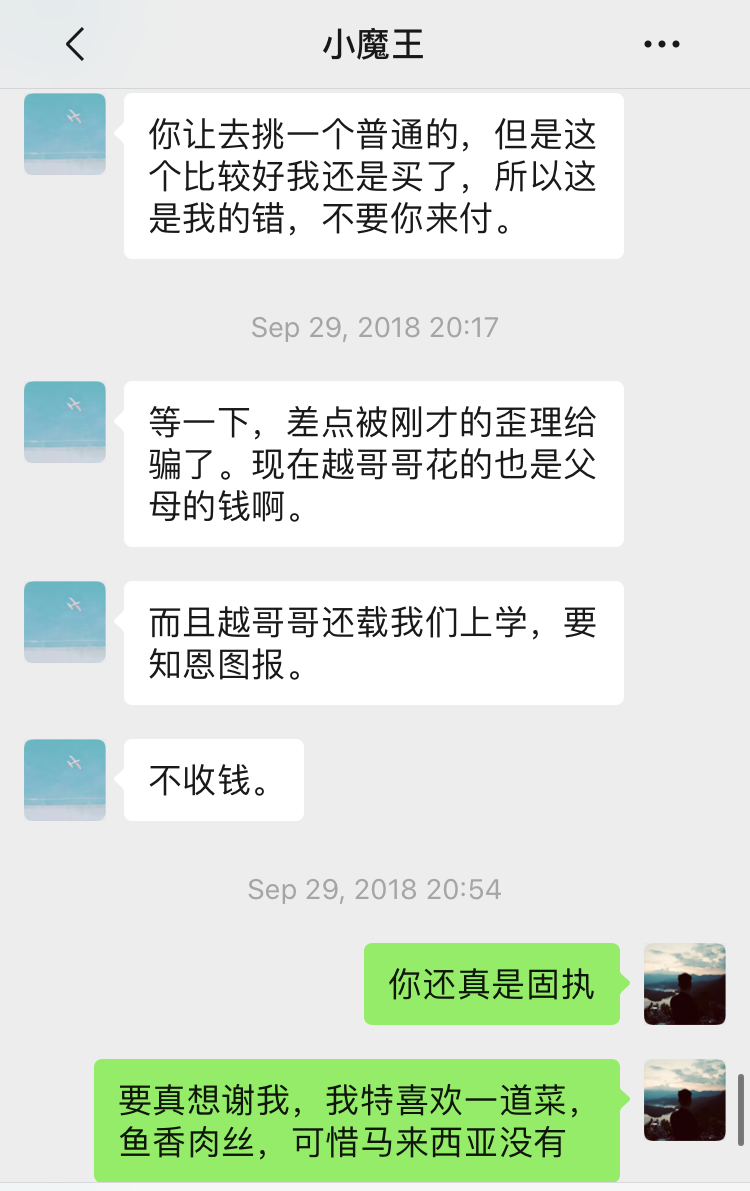 小魔王
你让去挑一个普通的，但是这
个比较好我还是买了，所以这
是我的错，不要你来付。
Sep 29, 2018 20:17
等一下，差点被刚才的歪理给
骗了。现在越哥哥花的也是父
母的钱啊。
而且越哥哥还载我们上学，要
知恩图报。
不收钱。
Sep 29, 2018 20:54
你还真是固执
要真想谢我，我特喜欢一道菜，
鱼香肉丝，可惜马来西亚没有